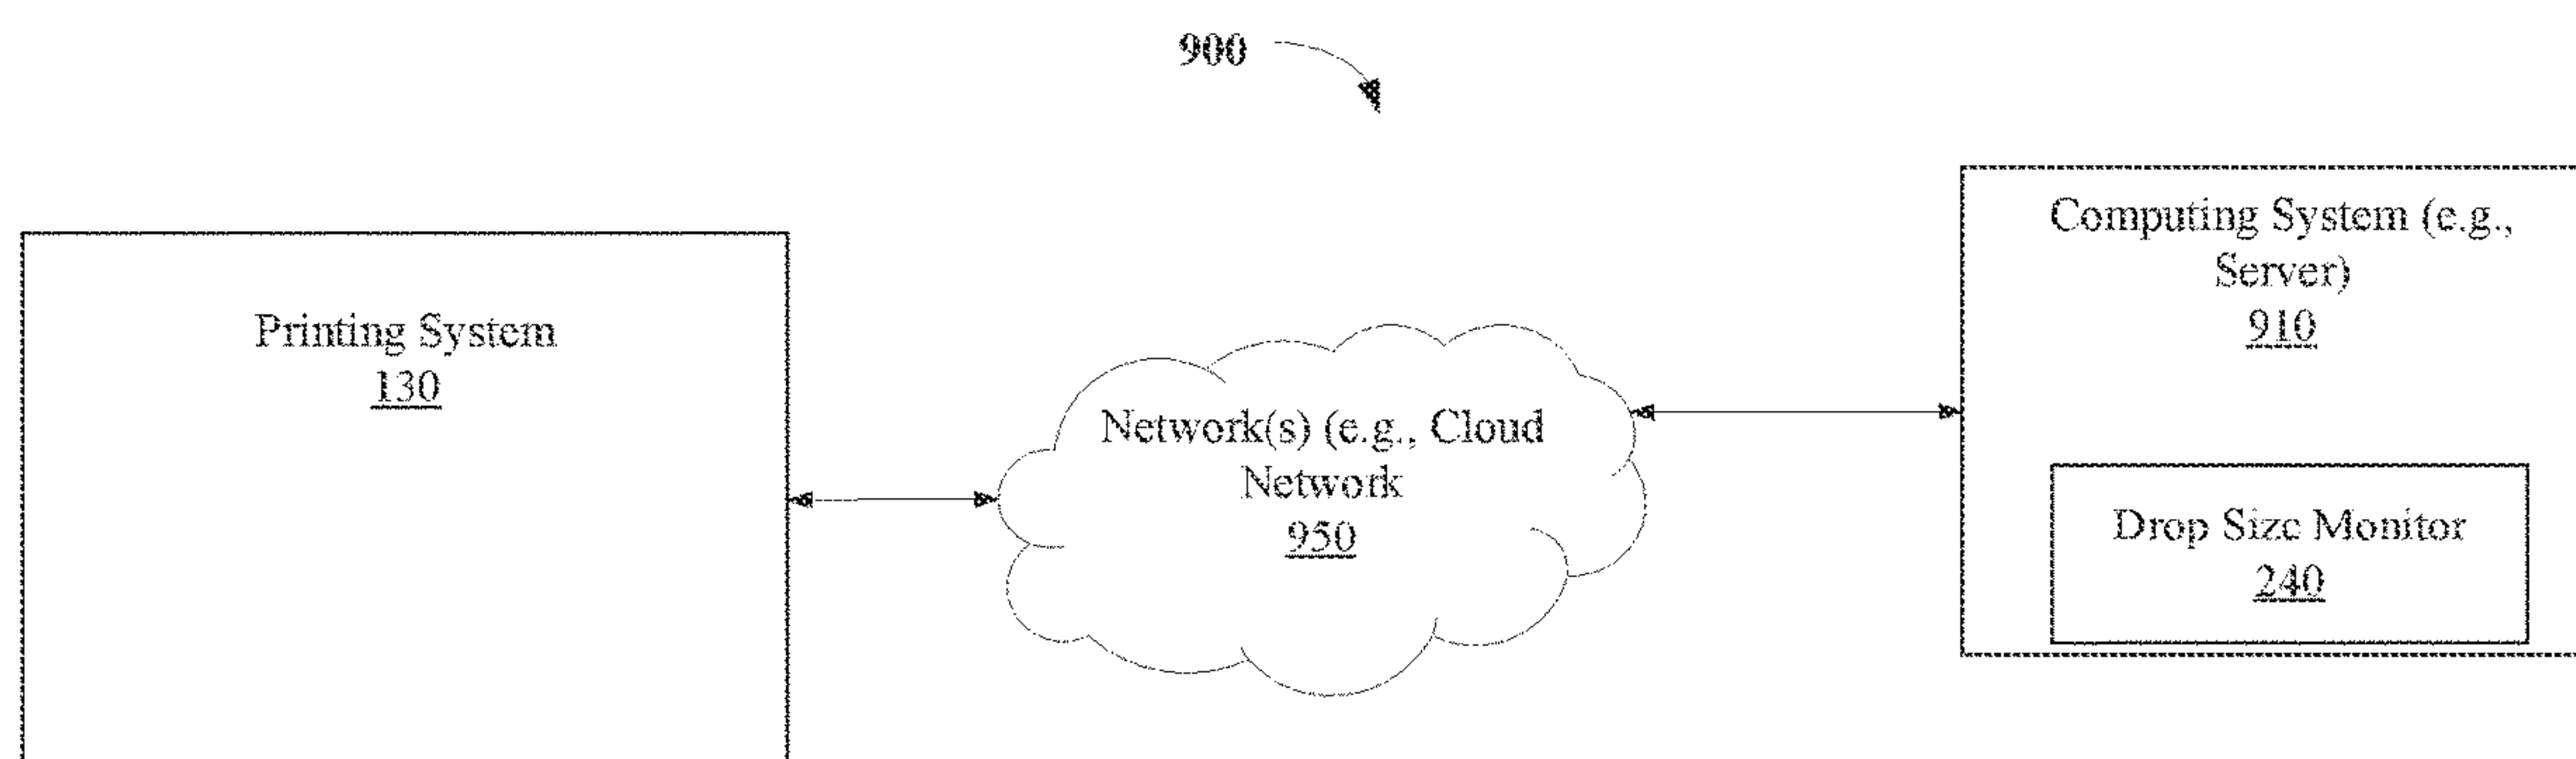 900
Printing System
130
Network(s) (e.g., Cloud
Network
950
Computing System (e.g.,
Server)
910
Drop Size Monitor
240